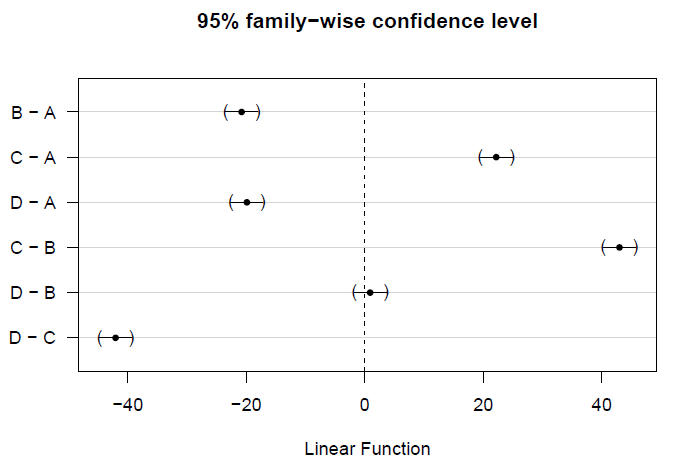 95% family−wise confidence level
B − A
C − A
D − A
C − B
D − B
D − C
−40 −20 0 20 40
Linear Function